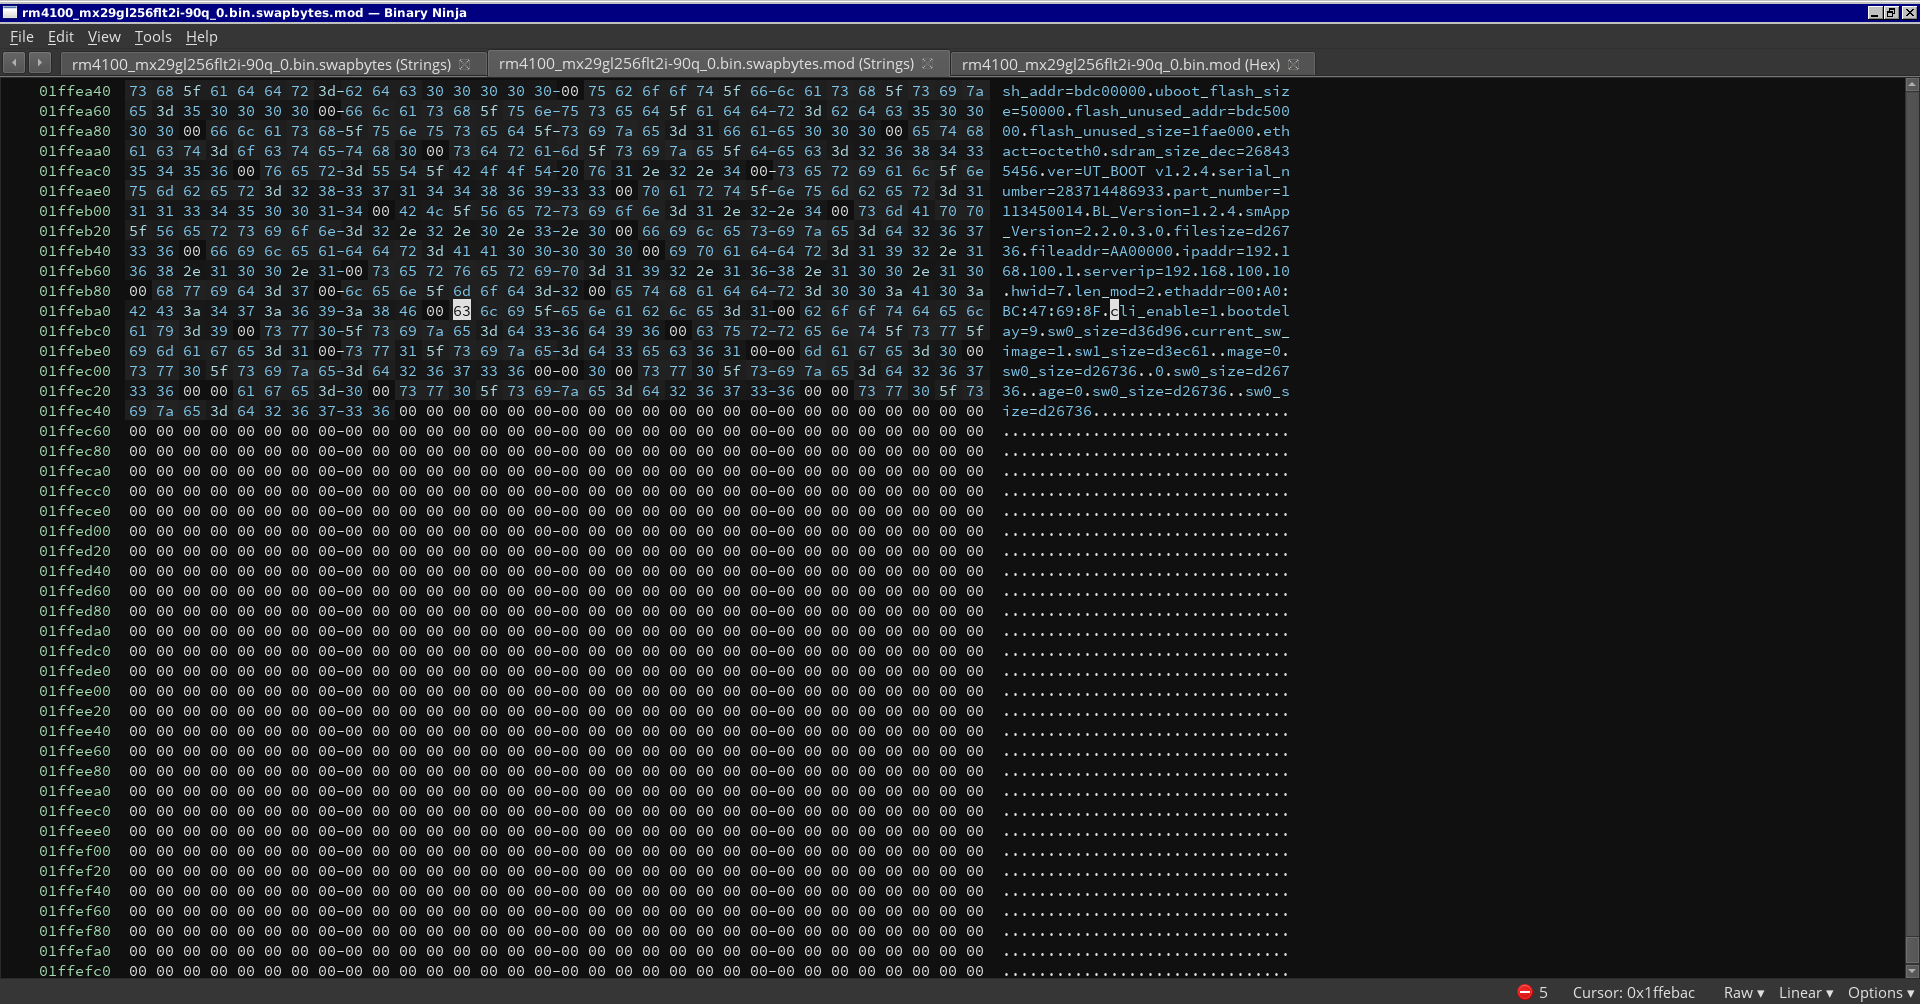 rm4100_mx29gl256flt2i-90q_0.bin.swapbytes.mod — Binary Ninja
File Edit View Tools Help
rm4100_mx29gl256flt2i-90q_0.bin.swapbytes (Strings) rm4100_mx29gl256flt2i-90q_0.bin.swapbytes.mod (Strings) rm4100_mx29gl256flt2i-90q_0.bin.mod (Hex)
01ffea40 73 68 5f 61 64 64 72 3d-62 64 63 30 30 30 30 30-00 75 62 6f 6f 74 5f 66-6c 61 73 68 5f 73 69 7a sh_addr=bdc00000.uboot_flash_siz
01ffea60 65 3d 35 30 30 30 30 00-66 6c 61 73 68 5f 75 6e-75 73 65 64 5f 61 64 64-72 3d 62 64 63 35 30 30 e=50000.flash_unused_addr=bdc500
01ffea80 30 30 00 66 6c 61 73 68-5f 75 6e 75 73 65 64 5f-73 69 7a 65 3d 31 66 61-65 30 30 30 00 65 74 68 00.flash_unused_size=1fae000.eth
01ffeaa0 61 63 74 3d 6f 63 74 65-74 68 30 00 73 64 72 61-6d 5f 73 69 7a 65 5f 64-65 63 3d 32 36 38 34 33 act=octeth0.sdram_size_dec=26843
01ffeac0 35 34 35 36 00 76 65 72-3d 55 54 5f 42 4f 4f 54-20 76 31 2e 32 2e 34 00-73 65 72 69 61 6c 5f 6e 5456.ver=UT_BOOT v1.2.4.serial_n
01ffeae0 75 6d 62 65 72 3d 32 38-33 37 31 34 34 38 36 39-33 33 00 70 61 72 74 5f-6e 75 6d 62 65 72 3d 31 umber=283714486933.part_number=1
01ffeb00 31 31 33 34 35 30 30 31-34 00 42 4c 5f 56 65 72-73 69 6f 6e 3d 31 2e 32-2e 34 00 73 6d 41 70 70 113450014.BL_Version=1.2.4.smApp
01ffeb20 5f 56 65 72 73 69 6f 6e-3d 32 2e 32 2e 30 2e 33-2e 30 00 66 69 6c 65 73-69 7a 65 3d 64 32 36 37 _Version=2.2.0.3.0.filesize=d267
01ffeb40 33 36 00 66 69 6c 65 61-64 64 72 3d 41 41 30 30-30 30 30 30 00 69 70 61 64-64 72 3d 31 39 32 2e 31 36.fileaddr=AA00000.ipaddr=192.1
01ffeb60 36 38 2e 31 30 30 2e 31-00 73 65 72 76 65 72 69-70 3d 31 39 32 2e 31 36-38 2e 31 30 30 2e 31 30 68.100.1.serverip=192.168.100.10
01ffeb80 00 68 77 69 64 3d 37 00-6c 65 6e 5f 6d 6f 64 3d-32 00 65 74 68 61 64 64-72 3d 30 30 3a 41 30 3a .hwid=7.len_mod=2.ethaddr=00:A0:
01ffeba0 42 43 3a 34 37 3a 36 39-3a 38 46 00 63 6c 69 5f-65 6e 61 62 6c 65 3d 31-00 62 6f 6f 74 64 65 6c BC:47:69:8F.cli_enable=1.bootdel
01ffebc0 61 79 3d 39 00 73 77 30-5f 73 69 7a 65 3d 64 33-36 64 39 36 00 63 75 72-72 65 6e 74 5f 73 77 5f ay=9.sw0_size=d36d96.current_sw_
01ffebe0 69 6d 61 67 65 3d 31 00-73 77 31 5f 73 69 7a 65-3d 64 33 65 63 36 31 00-00 6d 61 67 65 3d 30 00 image=1.sw1_size=d3ec61..mage=0.
01ffec00 73 77 30 5f 73 69 7a 65-3d 64 32 36 37 33 36 00-00 30 00 73 77 30 5f 73-69 7a 65 3d 64 32 36 37 sw0_size=d26736..0.sw0_size=d267
01ffec20 33 36 00 00 61 67 65 3d-30 00 73 77 30 5f 73 69-7a 65 3d 64 32 36 37 33-36 00 00 73 77 30 5f 73 36..age=0.sw0_size=d26736..sw0_s
01ffec40 69 7a 65 3d 64 32 36 37-33 36 00 00 00 00 00 00-00 00 00 00 00 00 00 00-00 00 00 00 00 00 00 00 ize=d26736......................
01ffec60 00 00 00 00 00 00 00 00-00 00 00 00 00 00 00 00-00 00 00 00 00 00 00 00-00 00 00 00 00 00 00 00 ................................
01ffec80 00 00 00 00 00 00 00 00-00 00 00 00 00 00 00 00-00 00 00 00 00 00 00 00-00 00 00 00 00 00 00 00 ................................
01ffeca0 00 00 00 00 00 00 00 00-00 00 00 00 00 00 00 00-00 00 00 00 00 00 00 00-00 00 00 00 00 00 00 00 ................................
01ffecc0 00 00 00 00 00 00 00 00-00 00 00 00 00 00 00 00-00 00 00 00 00 00 00 00-00 00 00 00 00 00 00 00 ................................
01ffece0 00 00 00 00 00 00 00 00-00 00 00 00 00 00 00 00-00 00 00 00 00 00 00 00-00 00 00 00 00 00 00 00 ................................
01ffed00 00 00 00 00 00 00 00 00-00 00 00 00 00 00 00 00-00 00 00 00 00 00 00 00-00 00 00 00 00 00 00 00 ................................
01ffed20 00 00 00 00 00 00 00 00-00 00 00 00 00 00 00 00-00 00 00 00 00 00 00 00-00 00 00 00 00 00 00 00 ................................
01ffed40 00 00 00 00 00 00 00 00-00 00 00 00 00 00 00 00-00 00 00 00 00 00 00 00-00 00 00 00 00 00 00 00 ................................
01ffed60 00 00 00 00 00 00 00 00-00 00 00 00 00 00 00 00-00 00 00 00 00 00 00 00-00 00 00 00 00 00 00 00 ................................
01ffed80 00 00 00 00 00 00 00 00-00 00 00 00 00 00 00 00-00 00 00 00 00 00 00 00-00 00 00 00 00 00 00 00 ................................
01ffeda0 00 00 00 00 00 00 00 00-00 00 00 00 00 00 00 00-00 00 00 00 00 00 00 00-00 00 00 00 00 00 00 00 ................................
01ffedc0 00 00 00 00 00 00 00 00-00 00 00 00 00 00 00 00-00 00 00 00 00 00 00 00-00 00 00 00 00 00 00 00 ................................
01ffede0 00 00 00 00 00 00 00 00-00 00 00 00 00 00 00 00-00 00 00 00 00 00 00 00-00 00 00 00 00 00 00 00 ................................
01ffee00 00 00 00 00 00 00 00 00-00 00 00 00 00 00 00 00-00 00 00 00 00 00 00 00-00 00 00 00 00 00 00 00 ................................
01ffee20 00 00 00 00 00 00 00 00-00 00 00 00 00 00 00 00-00 00 00 00 00 00 00 00-00 00 00 00 00 00 00 00 ................................
01ffee40 00 00 00 00 00 00 00 00-00 00 00 00 00 00 00 00-00 00 00 00 00 00 00 00-00 00 00 00 00 00 00 00 ................................
01ffee60 00 00 00 00 00 00 00 00-00 00 00 00 00 00 00 00-00 00 00 00 00 00 00 00-00 00 00 00 00 00 00 00 ................................
01ffee80 00 00 00 00 00 00 00 00-00 00 00 00 00 00 00 00-00 00 00 00 00 00 00 00-00 00 00 00 00 00 00 00 ................................
01ffeea0 00 00 00 00 00 00 00 00-00 00 00 00 00 00 00 00-00 00 00 00 00 00 00 00-00 00 00 00 00 00 00 00 ................................
01ffeec0 00 00 00 00 00 00 00 00-00 00 00 00 00 00 00 00-00 00 00 00 00 00 00 00-00 00 00 00 00 00 00 00 ................................
01ffeee0 00 00 00 00 00 00 00 00-00 00 00 00 00 00 00 00-00 00 00 00 00 00 00 00-00 00 00 00 00 00 00 00 ................................
01ffef00 00 00 00 00 00 00 00 00-00 00 00 00 00 00 00 00-00 00 00 00 00 00 00 00-00 00 00 00 00 00 00 00 ................................
01ffef20 00 00 00 00 00 00 00 00-00 00 00 00 00 00 00 00-00 00 00 00 00 00 00 00-00 00 00 00 00 00 00 00 ................................
01ffef40 00 00 00 00 00 00 00 00-00 00 00 00 00 00 00 00-00 00 00 00 00 00 00 00-00 00 00 00 00 00 00 00 ................................
01ffef60 00 00 00 00 00 00 00 00-00 00 00 00 00 00 00 00-00 00 00 00 00 00 00 00-00 00 00 00 00 00 00 00 ................................
01ffef80 00 00 00 00 00 00 00 00-00 00 00 00 00 00 00 00-00 00 00 00 00 00 00 00-00 00 00 00 00 00 00 00 ................................
01ffefa0 00 00 00 00 00 00 00 00-00 00 00 00 00 00 00 00-00 00 00 00 00 00 00 00-00 00 00 00 00 00 00 00 ................................
01ffefc0 00 00 00 00 00 00 00 00-00 00 00 00 00 00 00 00-00 00 00 00 00 00 00 00-00 00 00 00 00 00 00 00 ................................
5 Cursor: 0x1ffebac Raw ▾ Linear ▾ Options ▾